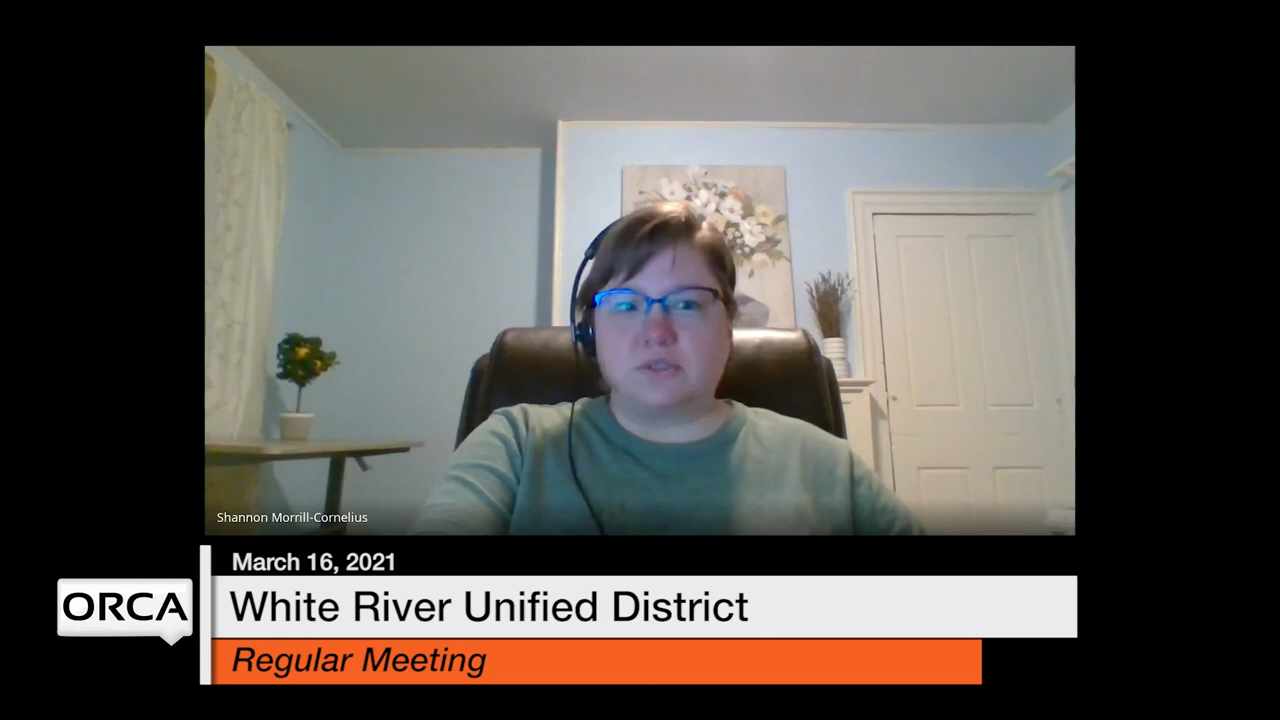 Shannon Morrill-Cornelius
March 16, 2021
ORCA
White River Unified District
Regular Meeting